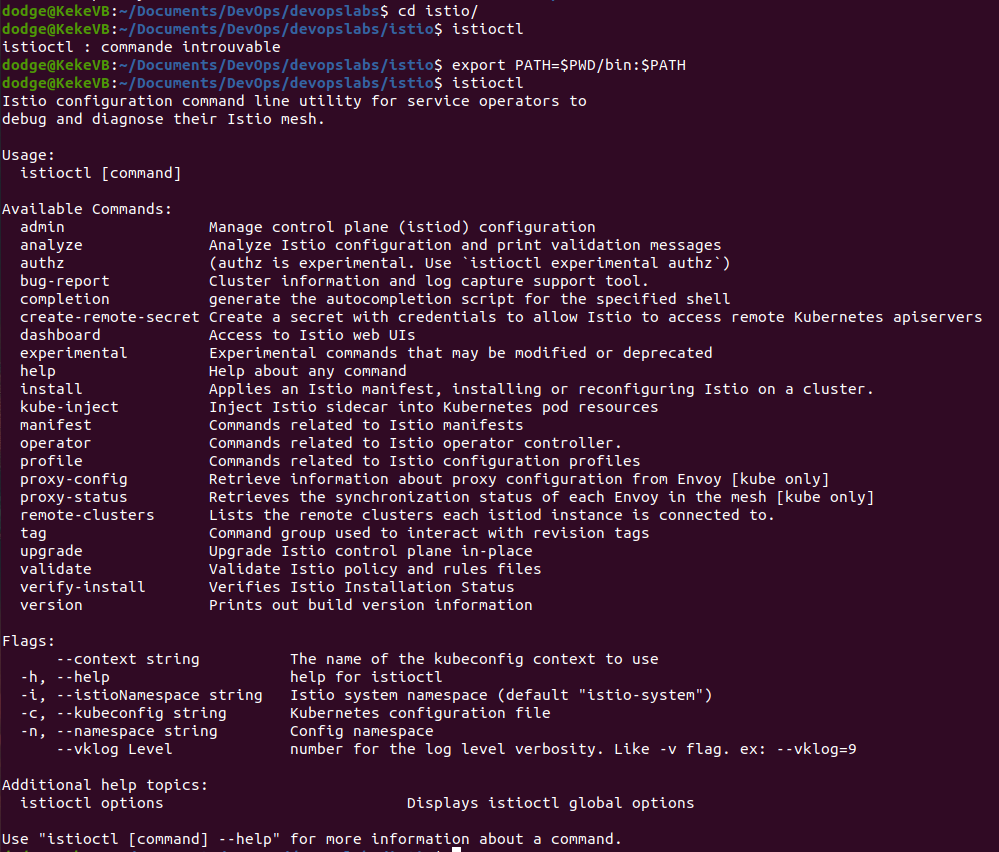 dodge@KekeVB:~/Documents/DevOps/devopslabs$ cd istio/
dodge@KekeVB:~/Documents/DevOps/devopslabs/istio$ istioctl
istioctl : commande introuvable
dodge@KekeVB:~/Documents/DevOps/devopslabs/istio$ export PATH=$PWD/bin:$PATH
dodge@KekeVB:~/Documents/DevOps/devopslabs/istio$ istioctl
Istio configuration command line utility for service operators to
debug and diagnose their Istio mesh.

Usage:
  istioctl [command]

Available Commands:
  admin                Manage control plane (istiod) configuration
  analyze              Analyze Istio configuration and print validation messages
  authz                (authz is experimental. Use `istioctl experimental authz`)
  bug-report           Cluster information and log capture support tool.
  completion           generate the autocompletion script for the specified shell
  create-remote-secret Create a secret with credentials to allow Istio to access remote Kubernetes apiservers
  dashboard            Access to Istio web UIs
  experimental         Experimental commands that may be modified or deprecated
  help                 Help about any command
  install              Applies an Istio manifest, installing or reconfiguring Istio on a cluster.
  kube-inject          Inject Istio sidecar into Kubernetes pod resources
  manifest             Commands related to Istio manifests
  operator             Commands related to Istio operator controller.
  profile              Commands related to Istio configuration profiles
  proxy-config         Retrieve information about proxy configuration from Envoy [kube only]
  proxy-status         Retrieves the synchronization status of each Envoy in the mesh [kube only]
  remote-clusters      Lists the remote clusters each istiod instance is connected to.
  tag                  Command group used to interact with revision tags
  upgrade              Upgrade Istio control plane in-place
  validate             Validate Istio policy and rules files
  verify-install       Verifies Istio Installation Status
  version              Prints out build version information

Flags:
      --context string          The name of the kubeconfig context to use
  -h, --help                    help for istioctl
  -i, --istioNamespace string   Istio system namespace (default "istio-system")
  -c, --kubeconfig string       Kubernetes configuration file
  -n, --namespace string        Config namespace
      --vklog Level             number for the log level verbosity. Like -v flag. ex: --vklog=9

Additional help topics:
  istioctl options                           Displays istioctl global options

Use "istioctl [command] --help" for more information about a command.